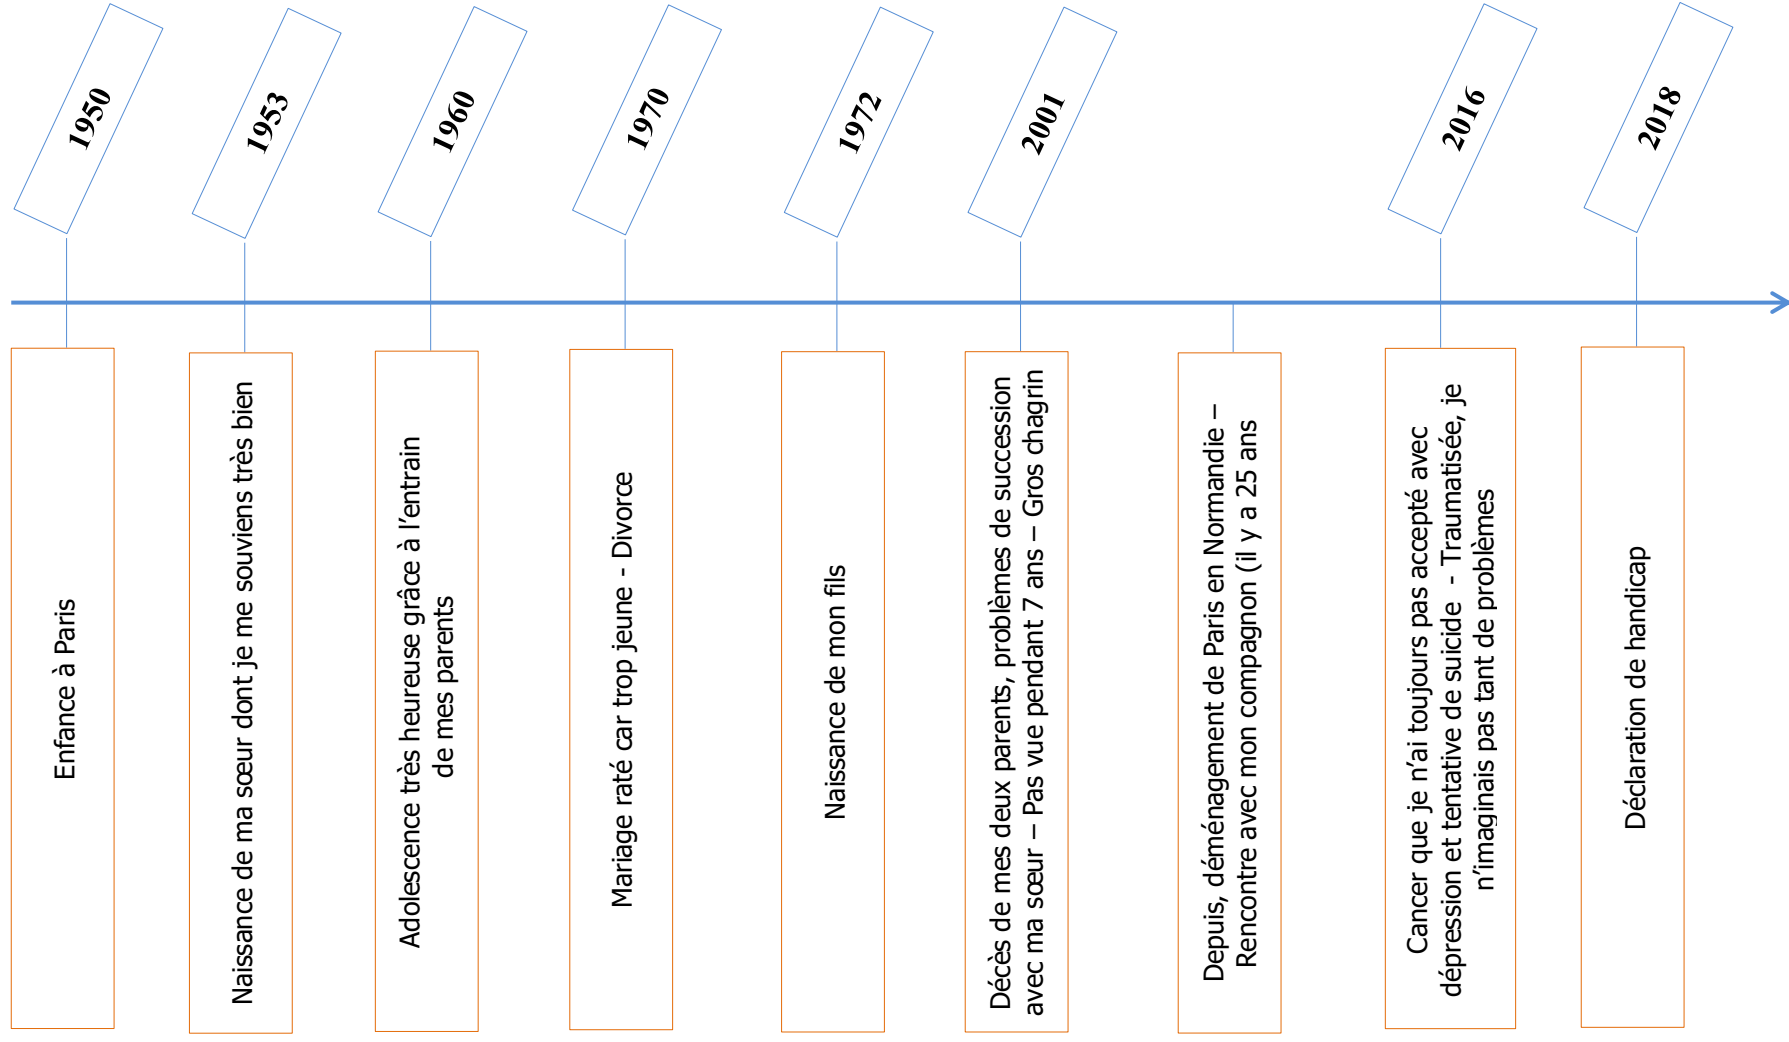 1950
1953
1960
1970
1972
2001
2016
2018
Enfance à Paris
Naissance de ma sœur dont je me souviens très bien
Adolescence très heureuse grâce à l’entrain
de mes parents
Mariage raté car trop jeune - Divorce
Naissance de mon fils
Décès de mes deux parents, problèmes de succession
avec ma sœur – Pas vue pendant 7 ans – Gros chagrin
Depuis, déménagement de Paris en Normandie –
Rencontre avec mon compagnon (il y a 25 ans
Cancer que je n’ai toujours pas accepté avec
dépression et tentative de suicide - Traumatisée, je
n’imaginais pas tant de problèmes
Déclaration de handicap